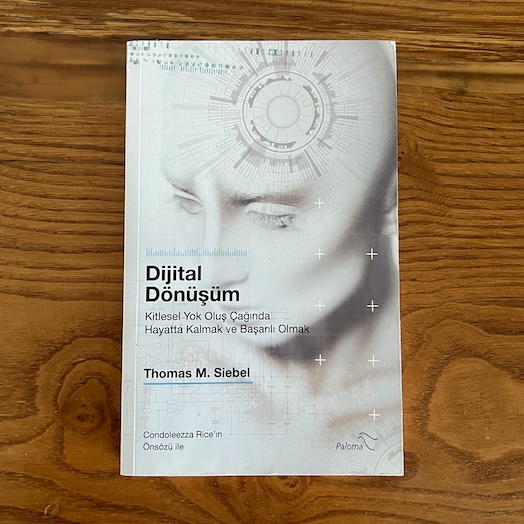 Dijital
Dönüşüm
Kitlesel Yok Oluş Çağında
Hayatta Kalmak ve Başarılı Olmak
Thomas M. Siebel
Condoleezza Rice'ın
Önsözü ile
Paloma